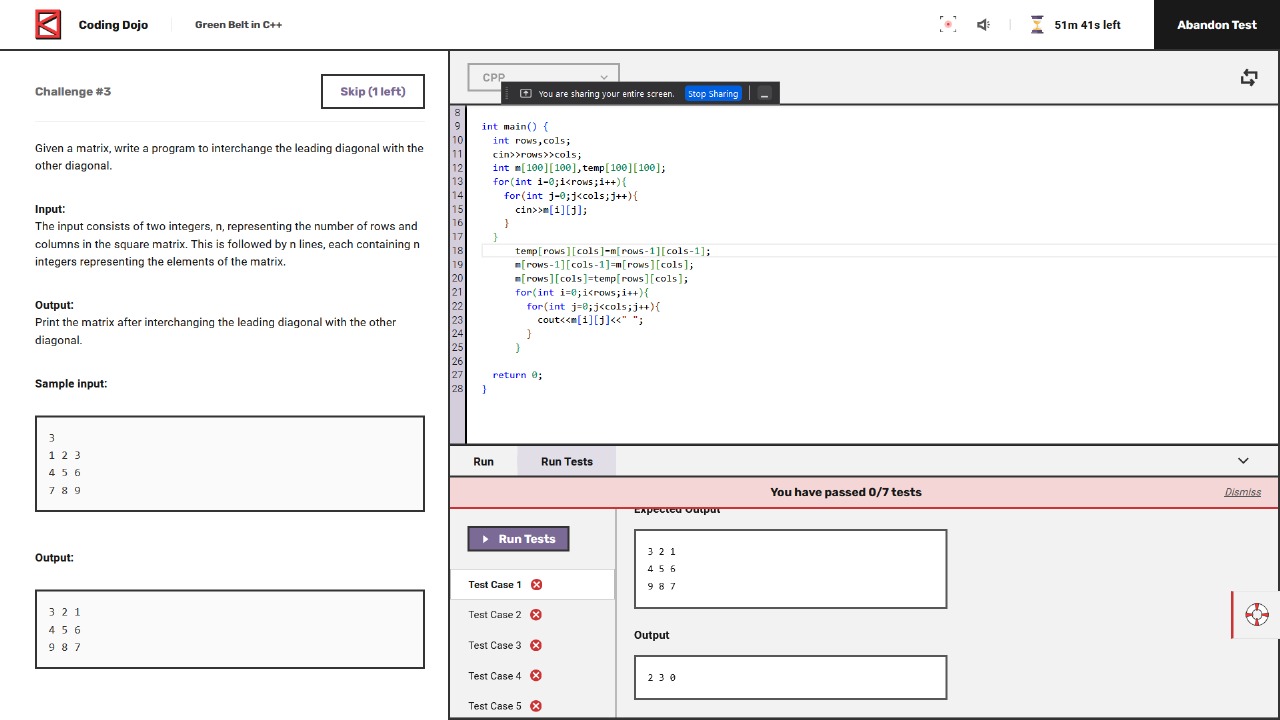 Coding Dojo
Green Belt in C++
51m 41s left
Abandon Test
Challenge #3
Skip (1 left)
Given a matrix, write a program to interchange the leading diagonal with the
other diagonal.
Input:
The input consists of two integers, n, representing the number of rows and
columns in the square matrix. This is followed by n lines, each containing n
integers representing the elements of the matrix.
Output:
Print the matrix after interchanging the leading diagonal with the other
diagonal.
Sample input:
3
1 2 3
4 5 6
7 8 9
Output:
3 2 1
4 5 6
9 8 7
CPP
You are sharing your entire screen.
Stop Sharing
8
9 int main() {
10 int rows,cols;
11 cin>>rows>>cols;
12 int m[100][100],temp[100][100];
13 for(int i=0;i<rows;i++){
14 for(int j=0;j<cols;j++){
15 cin>>m[i][j];
16 }
17 }
18 temp[rows][cols]=m[rows-1][cols-1];
19 m[rows-1][cols-1]=m[rows][cols];
20 m[rows][cols]=temp[rows][cols];
21 for(int i=0;i<rows;i++){
22 for(int j=0;j<cols;j++){
23 cout<<m[i][j]<<" ";
24 }
25 }
26
27 return 0;
28 }
Run
Run Tests
You have passed 0/7 tests
Dismiss
Run Tests
Test Case 1
Test Case 2
Test Case 3
Test Case 4
Test Case 5
Expected Output
3 2 1
4 5 6
9 8 7
Output
2 3 0